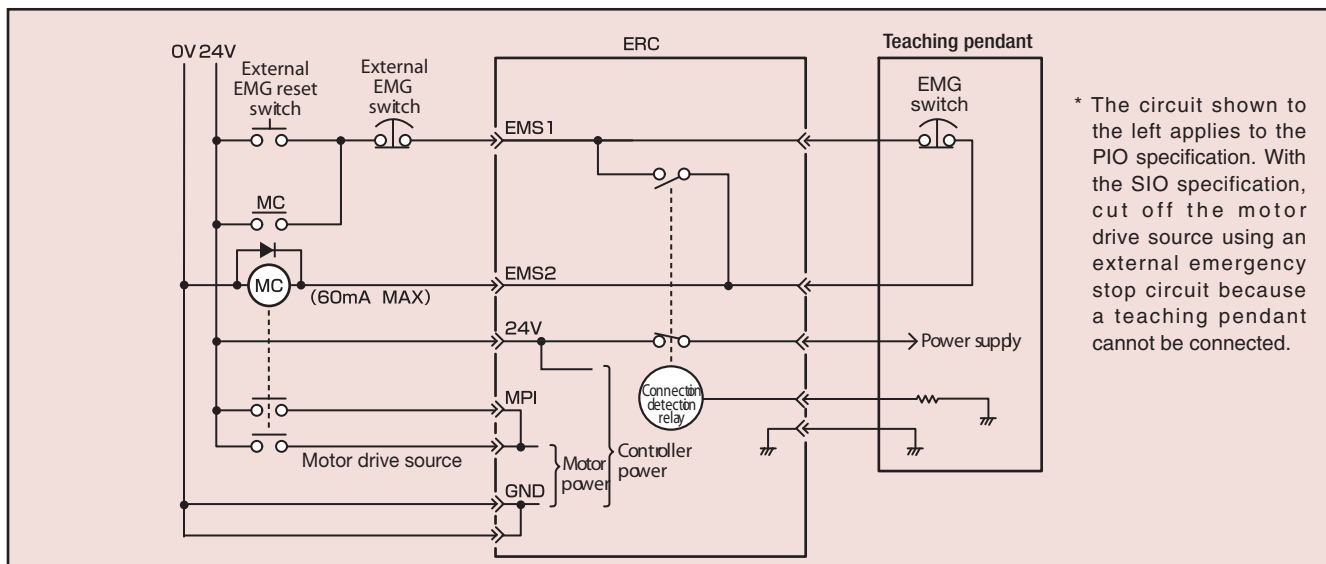 0V 24V
External
EMG reset
switch
External
EMG
switch
ERC
Teaching pendant
EMG
switch
EMS1
MC
MC
(60mA MAX)
EMS2
24V
Power supply
Connection
detection
relay
MPI
Motor drive source
Motor
power
Controller
power
GND
* The circuit shown to
the left applies to the
PIO specification. With
the SIO specification,
cut off the motor
drive source using an
external emergency
stop circuit because
a teaching pendant
cannot be connected.